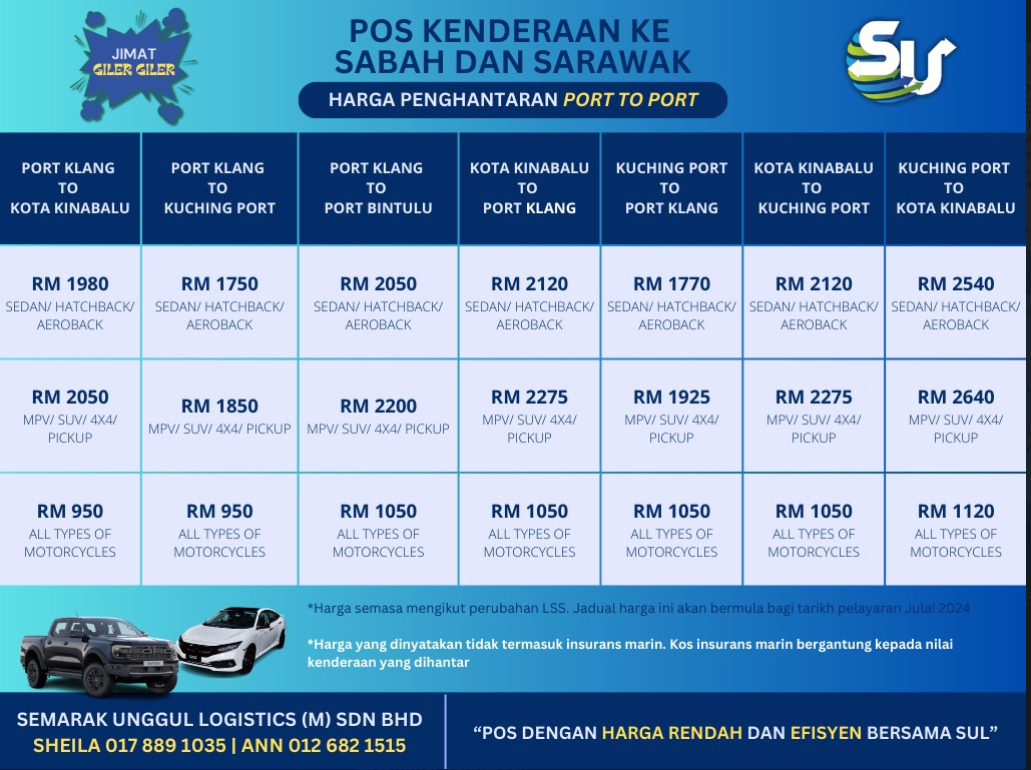 JIMAT
GILER GILER
POS KENDERAAN KE
SABAH DAN SARAWAK
HARGA PENGHANTARAN PORT TO PORT
SU
PORT KLANG
TO
KOTA KINABALU
PORT KLANG
TO
KUCHING PORT
PORT KLANG
TO
PORT BINTULU
KOTA KINABALU
TO
PORT KLANG
KUCHING PORT
TO
PORT KLANG
KOTA KINABALU
TO
KUCHING PORT
KUCHING PORT
TO
KOTA KINABALU
RM 1980
SEDAN/ HATCHBACK/
AEROBACK
RM 1750
SEDAN/ HATCHBACK/
AEROBACK
RM 2050
SEDAN/ HATCHBACK/
AEROBACK
RM 2120
SEDAN/ HATCHBACK/
AEROBACK
RM 1770
SEDAN/ HATCHBACK/
AEROBACK
RM 2120
SEDAN/ HATCHBACK/
AEROBACK
RM 2540
SEDAN/ HATCHBACK/
AEROBACK
RM 2050
MPV/ SUV/ 4X4/
PICKUP
RM 1850
MPV/ SUV/ 4X4/ PICKUP
RM 2200
MPV/ SUV/ 4X4/ PICKUP
RM 2275
MPV/ SUV/ 4X4/
PICKUP
RM 1925
MPV/ SUV/ 4X4/
PICKUP
RM 2275
MPV/ SUV/ 4X4/
PICKUP
RM 2640
MPV/ SUV/ 4X4/
PICKUP
RM 950
ALL TYPES OF
MOTORCYCLES
RM 950
ALL TYPES OF
MOTORCYCLES
RM 1050
ALL TYPES OF
MOTORCYCLES
RM 1050
ALL TYPES OF
MOTORCYCLES
RM 1050
ALL TYPES OF
MOTORCYCLES
RM 1050
ALL TYPES OF
MOTORCYCLES
RM 1120
ALL TYPES OF
MOTORCYCLES
*Harga semasa mengikut perubahan LSS. Jadual harga ini akan bermula bagi tarikh pelayaran Julai 2024
*Harga yang dinyatakan tidak termasuk insurans marin. Kos insurans marin bergantung kepada nilai
kenderaan yang dihantar
SEMARAK UNGGUL LOGISTICS (M) SDN BHD
SHEILA 017 889 1035 | ANN 012 682 1515
“POS DENGAN HARGA RENDAH DAN EFISYEN BERSAMA SUL”